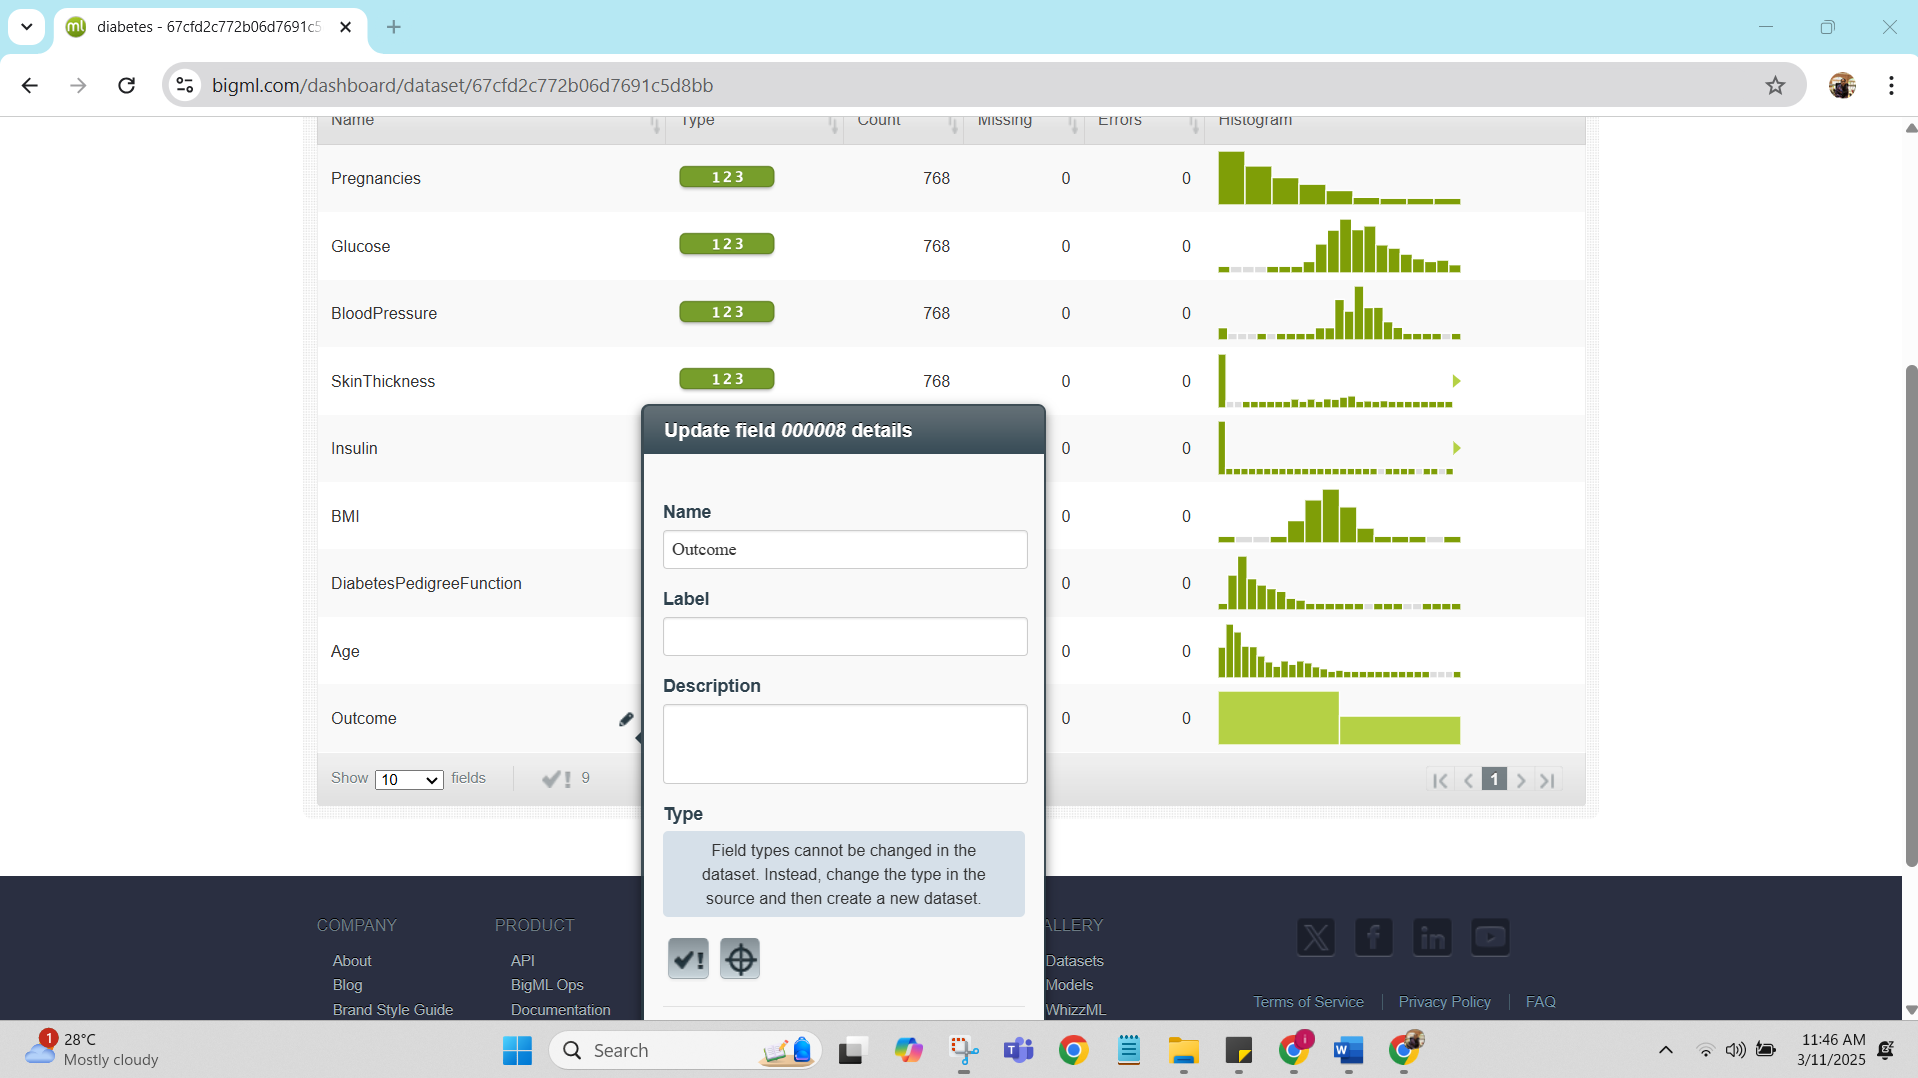 diabetes - 67cfd2c772b06d7691c5
bigml.com/dashboard/dataset/67cfd2c772b06d7691c5d8bb
Name Type Count Missing Errors Histogram
Pregnancies 123 768 0 0
Glucose 123 768 0 0
BloodPressure 123 768 0 0
SkinThickness 123 768 0 0
Insulin 0 0
BMI 0 0
DiabetesPedigreeFunction 0 0
Age 0 0
Outcome 0 0
Show 10 fields 9 1
Update field 000008 details
Name
Outcome
Label
Description
Type
Field types cannot be changed in the
dataset. Instead, change the type in the
source and then create a new dataset.
COMPANY
About
Blog
Brand Style Guide
PRODUCT
API
BigML Ops
Documentation
ALLERY
Datasets
Models
WhizzML
Terms of Service Privacy Policy FAQ
1
28°C
Mostly cloudy
Search
11:46 AM
3/11/2025